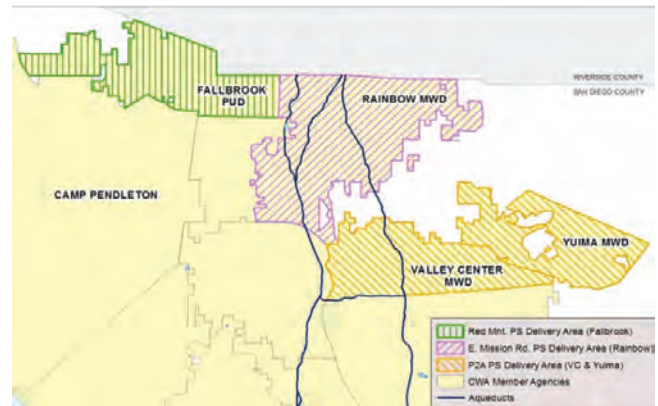 RIVERSIDE COUNTY
SAN DIEGO COUNTY
FALLBROOK
PUD
RAINBOW MWD
CAMP PENDLETON
YUIMA MWD
VALLEY CENTER
MWD
Red Mnt. PS Delivery Area (Fallbrook)
E. Mission Rd. PS Delivery Area (Rainbow)
P2A PS Delivery Area (VC & Yuima)
CWA Member Agencies
Aqueducts